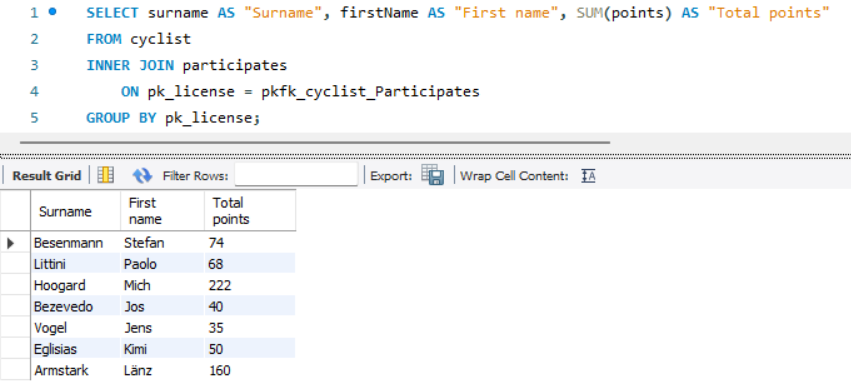 1 SELECT surname AS "Surname", firstName AS "First name", SUM(points) AS "Total points"
2 FROM cyclist
3 INNER JOIN participates
4 ON pk_license = pkfk_cyclist_Participates
5 GROUP BY pk_license;
Result Grid Filter Rows: Export: Wrap Cell Content: IA
Surname First name Total points
Besenmann Stefan 74
Littini Paolo 68
Hoogard Mich 222
Bezevedo Jos 40
Vogel Jens 35
Eglisias Kimi 50
Armstark Länz 160